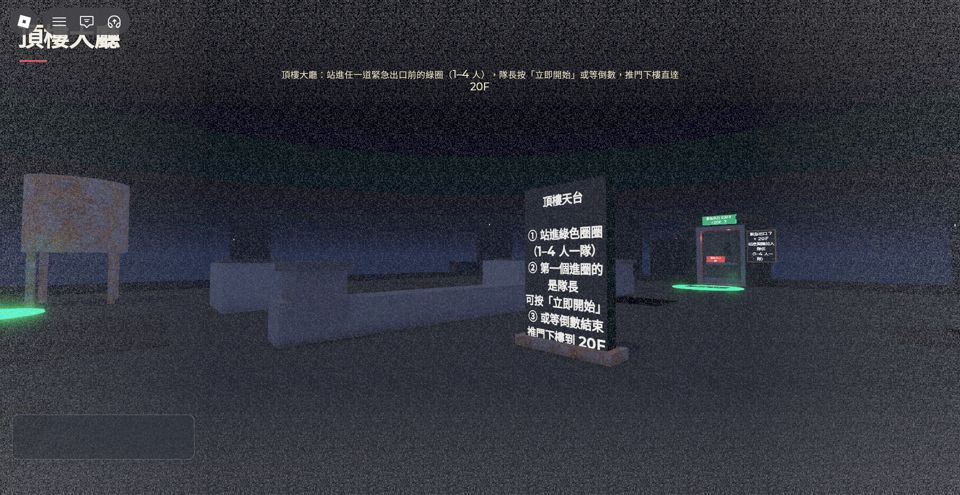 頂樓大廳
頂樓大廳：站進任一道緊急出口前的綠圈（1–4 人），隊長按「立即開始」或等倒數，推門下樓直達
20F
頂樓天台
① 站進綠色圈圈
（1–4 人一隊）
② 第一個進圈的
是隊長
可按「立即開始」
③ 或等倒數結束
推門下樓到 20F